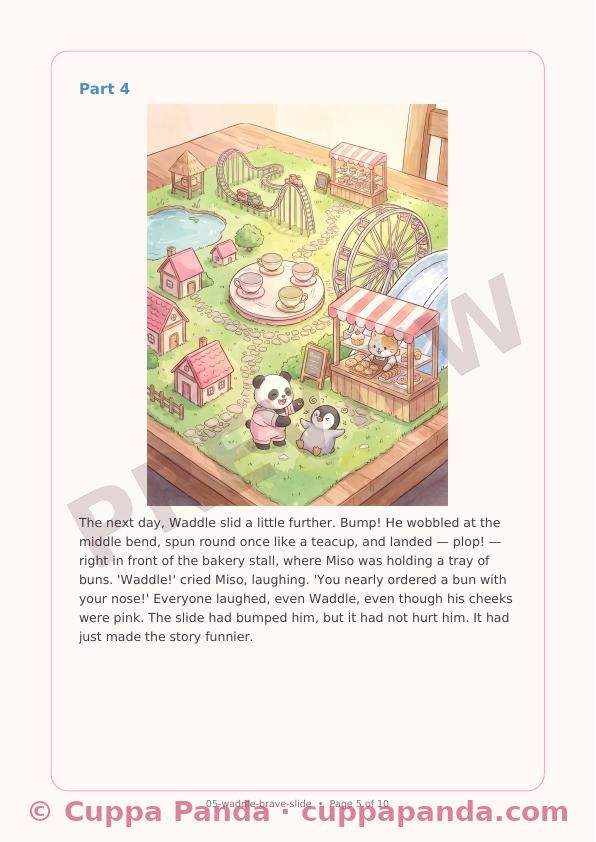 Part 4
PREVIEW
The next day, Waddle slid a little further. Bump! He wobbled at the
middle bend, spun round once like a teacup, and landed — plop! —
right in front of the bakery stall, where Miso was holding a tray of
buns. 'Waddle!' cried Miso, laughing. 'You nearly ordered a bun with
your nose!' Everyone laughed, even Waddle, even though his cheeks
were pink. The slide had bumped him, but it had not hurt him. It had
just made the story funnier.
05-waddle-brave-slide • Page 5 of 10
© Cuppa Panda · cuppapanda.com